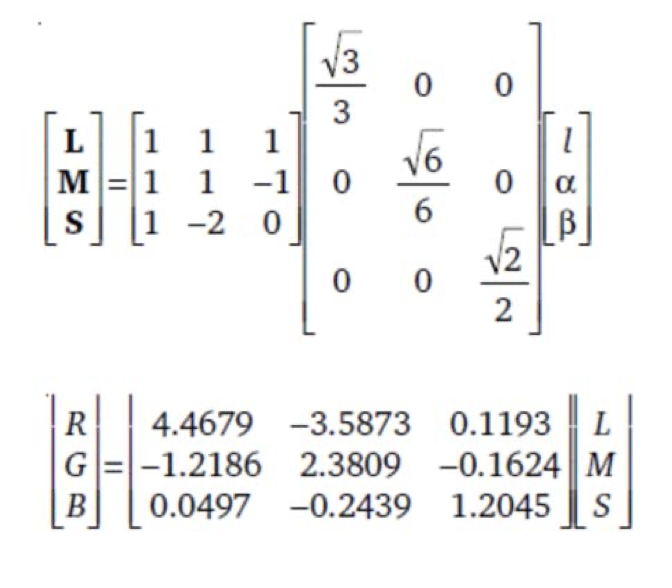 [L M S] = [1 1 1; 1 1 −1; 1 −2 0] [√3/3 0 0; 0 √6/6 0; 0 0 √2/2] [l α β]
[R G B] = [4.4679 −3.5873 0.1193; −1.2186 2.3809 −0.1624; 0.0497 −0.2439 1.2045] [L M S]